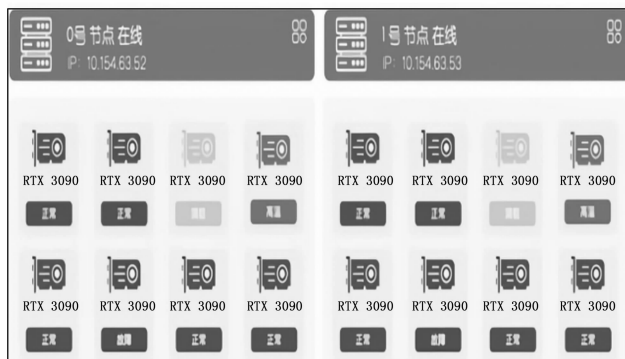 0号 节点 在线
IP: 10.154.63.52
1号 节点 在线
IP: 10.154.63.53
RTX 3090 RTX 3090 RTX 3090 RTX 3090 RTX 3090 RTX 3090 RTX 3090 RTX 3090
正常 正常 高温 正常 正常 高温
RTX 3090 RTX 3090 RTX 3090 RTX 3090 RTX 3090 RTX 3090 RTX 3090 RTX 3090
正常 故障 正常 正常 正常 故障 正常 正常